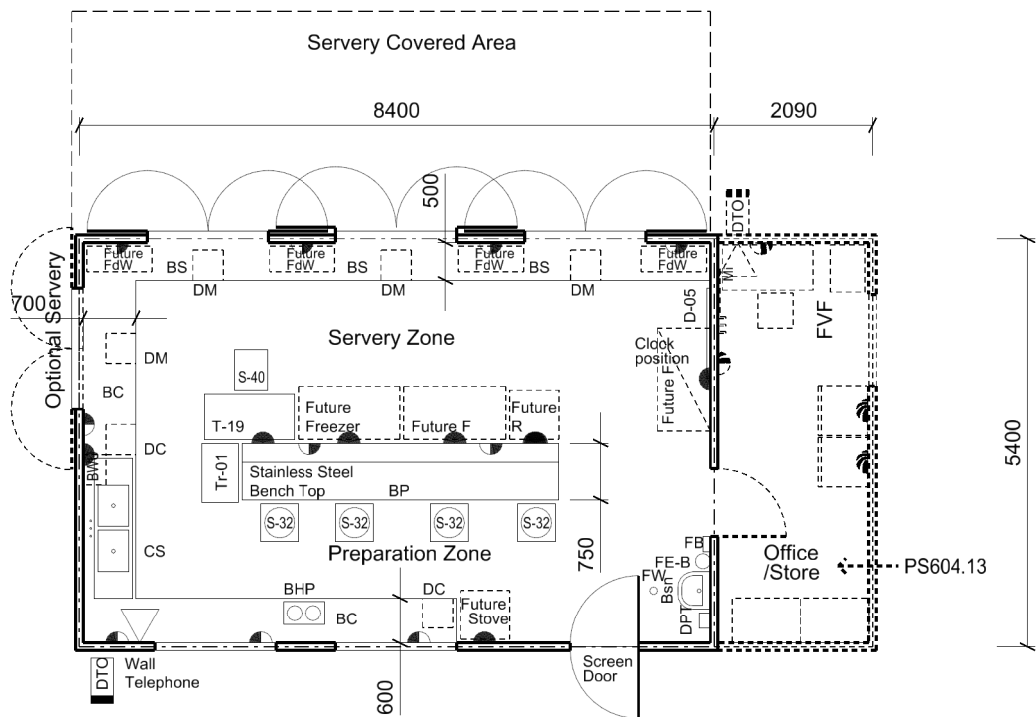 Servery Covered Area
8400
2090
500
DTO
Future
FdW
BS
DM
Future
FdW
BS
DM
Future
FdW
BS
DM
Future
FdW
MI
700
Optional Servery
D-05
FVF
Servery Zone
Clock
position
DM
BC
S-40
Future F
T-19
Future
Freezer
Future F
Future
R
5400
DC
BWU
Tr-01
Stainless Steel
Bench Top
BP
S-32
S-32
S-32
S-32
750
CS
Preparation Zone
FB
FE-B
FW
Bsn
DPT
Office
/Store
PS604.13
BHP
BC
DC
Future
Stove
DTO
Wall
Telephone
600
Screen
Door